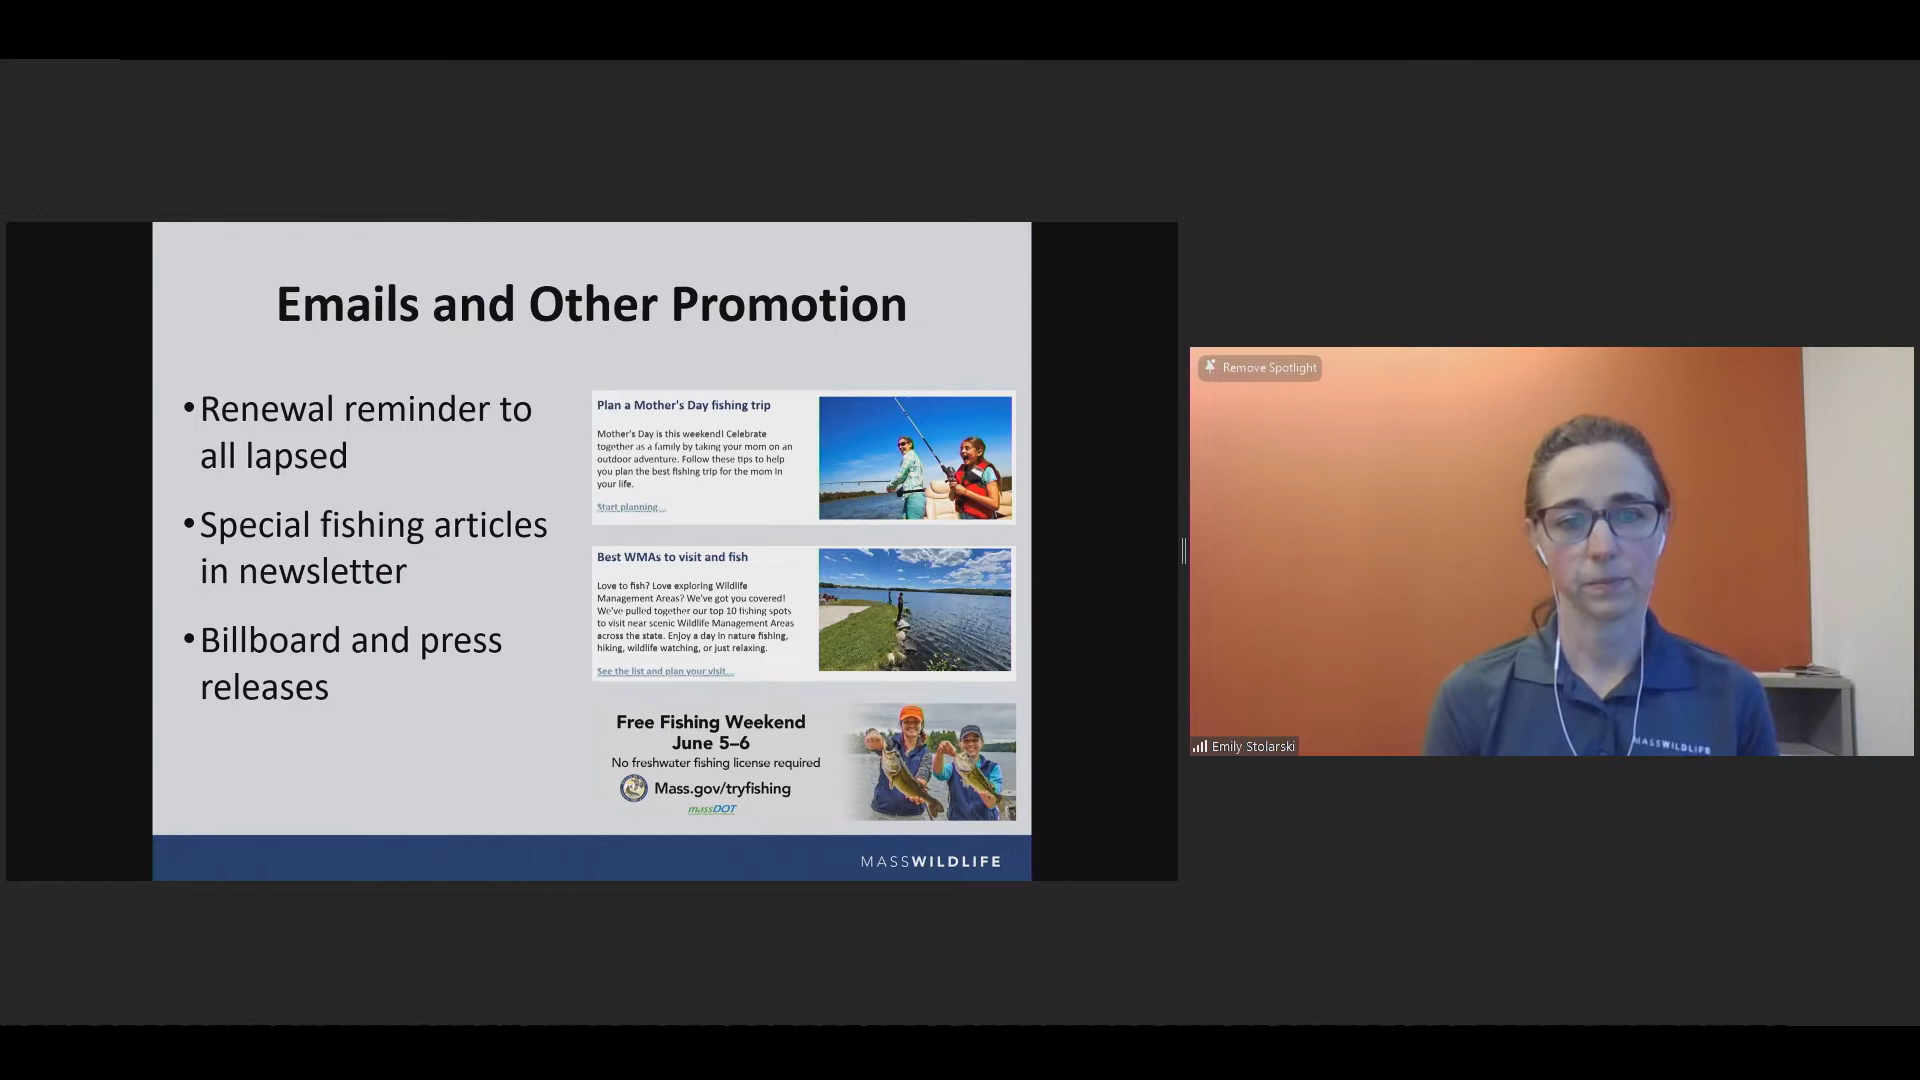 Emails and Other Promotion
•Renewal reminder to
all lapsed
•Special fishing articles
in newsletter
•Billboard and press
releases
Plan a Mother's Day fishing trip
Mother's Day is this weekend! Celebrate
together as a family by taking your mom on an
outdoor adventure. Follow these tips to help
you plan the best fishing trip for the mom in
your life.
Start planning...
Best WMAs to visit and fish
Love to fish? Love exploring Wildlife
Management Areas? We've got you covered!
We've pulled together our top 10 fishing spots
to visit near scenic Wildlife Management Areas
across the state. Enjoy a day in nature fishing,
hiking, wildlife watching, or just relaxing.
See the list and plan your visit...
Free Fishing Weekend
June 5–6
No freshwater fishing license required
Mass.gov/tryfishing
massDOT
MASSWILDLIFE
Remove Spotlight
MASSWILDLIFE
Emily Stolarski